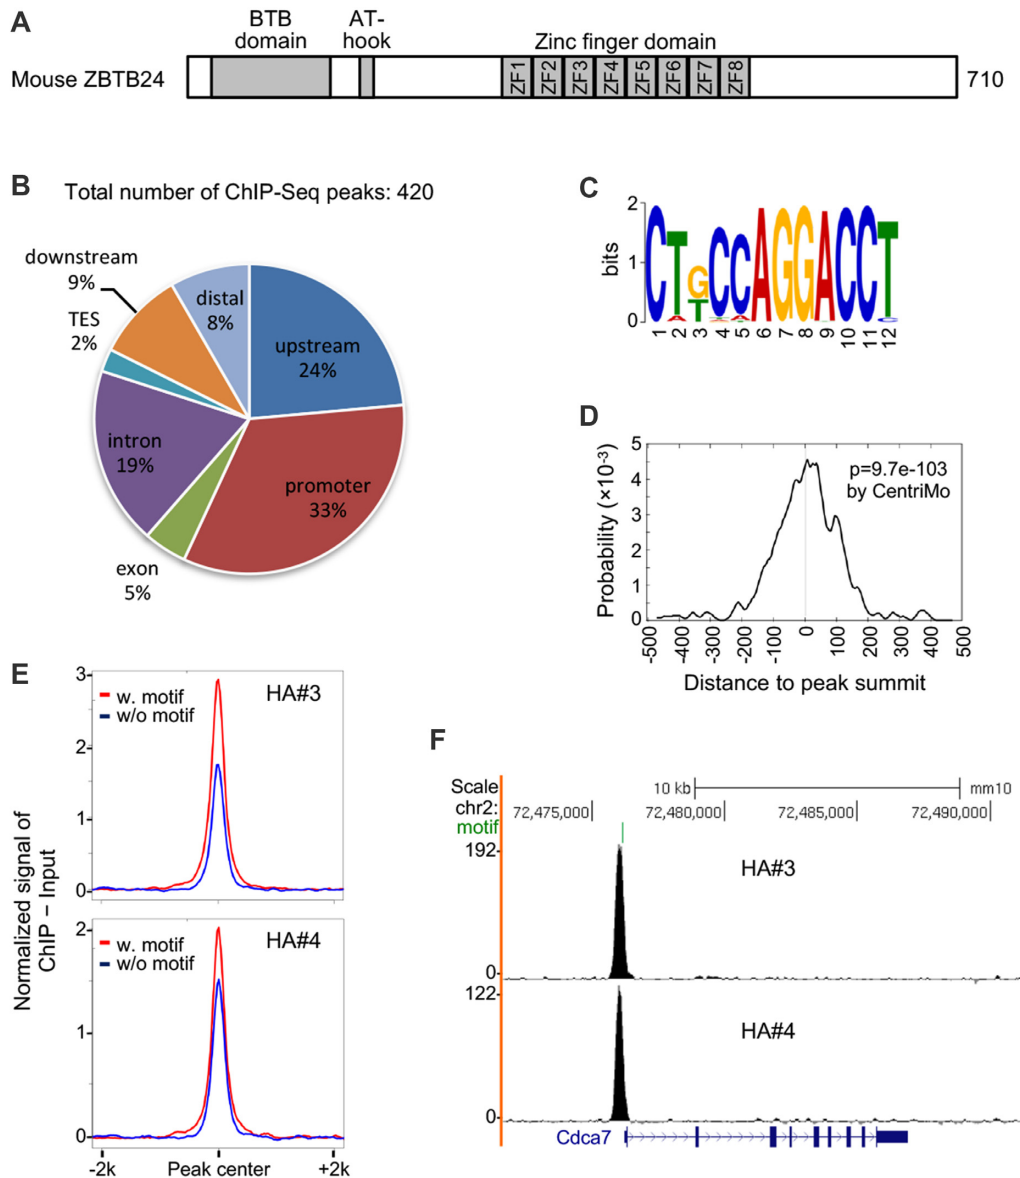 A
BTB
domain
AT-
hook
Zinc finger domain
Mouse ZBTB24
ZF1
ZF2
ZF3
ZF4
ZF5
ZF6
ZF7
ZF8
710
B
Total number of ChIP-Seq peaks: 420
downstream
9%
TES
2%
distal
8%
upstream
24%
intron
19%
promoter
33%
exon
5%
C
bits
2
1
0
CTGCCAGGACCT
T
1 2 3 4 5 6 7 8 9 10 11 12
D
Probability (×10-3)
5
4
3
2
1
0
p=9.7e-103
by CentriMo
-500 -400 -300 -200 -100 0 100 200 300 400 500
Distance to peak summit
E
Normalized signal of
ChIP – Input
3
2
1
0
w. motif
w/o motif
HA#3
2
1
0
w. motif
w/o motif
HA#4
-2k Peak center +2k
F
Scale
10 kb
mm10
chr2:
72,475,000
72,480,000
72,485,000
72,490,000
motif
192
HA#3
0
122
HA#4
0
Cdca7